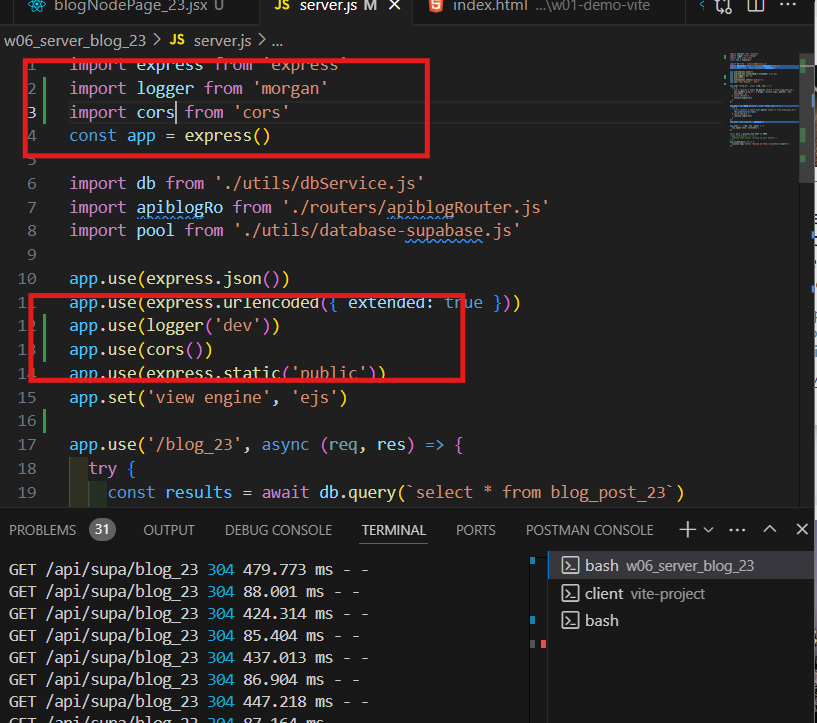 blogNodePage_23.jsx U
JS server.js M ×
index.html ...\w01-demo-vite
w06_server_blog_23 > JS server.js > ...
1 import express from 'express'
2 import logger from 'morgan'
3 import cors from 'cors'
4 const app = express()
5
6 import db from './utils/dbService.js'
7 import apiblogRo from './routers/apiblogRouter.js'
8 import pool from './utils/database-supabase.js'
9
10 app.use(express.json())
11 app.use(express.urlencoded({ extended: true }))
12 app.use(logger('dev'))
13 app.use(cors())
14 app.use(express.static('public'))
15 app.set('view engine', 'ejs')
16
17 app.use('/blog_23', async (req, res) => {
18 try {
19 const results = await db.query(`select * from blog_post_23`)
PROBLEMS 31 OUTPUT DEBUG CONSOLE TERMINAL PORTS POSTMAN CONSOLE
GET /api/supa/blog_23 304 479.773 ms - -
GET /api/supa/blog_23 304 88.001 ms - -
GET /api/supa/blog_23 304 424.314 ms - -
GET /api/supa/blog_23 304 85.404 ms - -
GET /api/supa/blog_23 304 437.013 ms - -
GET /api/supa/blog_23 304 86.904 ms - -
GET /api/supa/blog_23 304 447.218 ms - -
GET /api/supa/blog_23 304 87.164 ms - -
bash w06_server_blog_23
client vite-project
bash